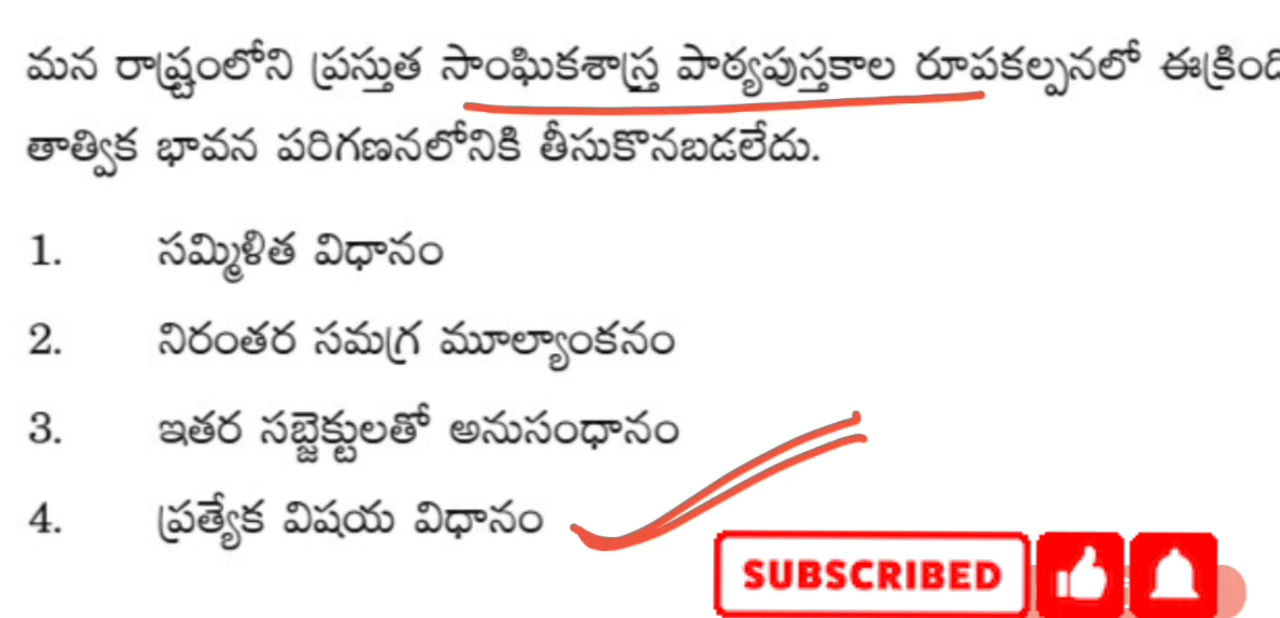 మన రాష్ట్రంలోని ప్రస్తుత సాంఘికశాస్త్ర పాఠ్యపుస్తకాల రూపకల్పనలో
తాత్విక భావన పరిగణనలోనికి తీసుకొనబడలేదు.
1. సమ్మిళిత విధానం
2. నిరంతర సమగ్ర మూల్యాంకనం
3. ఇతర సబ్జెక్టులతో అనుసంధానం
4. ప్రత్యేక విషయ విధానం
SUBSCRIBED